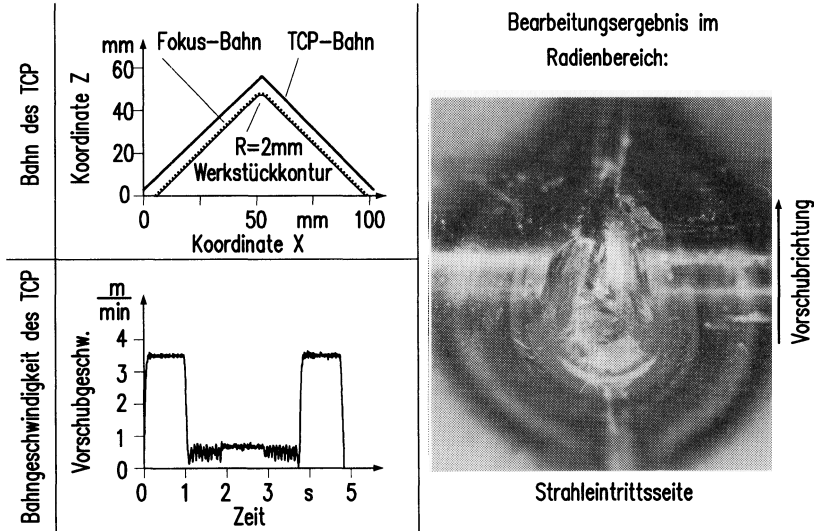 Bahn des TCP
Koordinate Z
mm
60
40
20
0
Fokus-Bahn
TCP-Bahn
R=2mm
Werkstückkontur
0
50
mm
100
Koordinate X
Bahngeschwindigkeit des TCP
Vorschubgeschw.
m
min
4
3
2
1
0
0
1
2
3
s
5
Zeit
Bearbeitungsergebnis im
Radienbereich:
Vorschubrichtung
Strahleintrittsseite